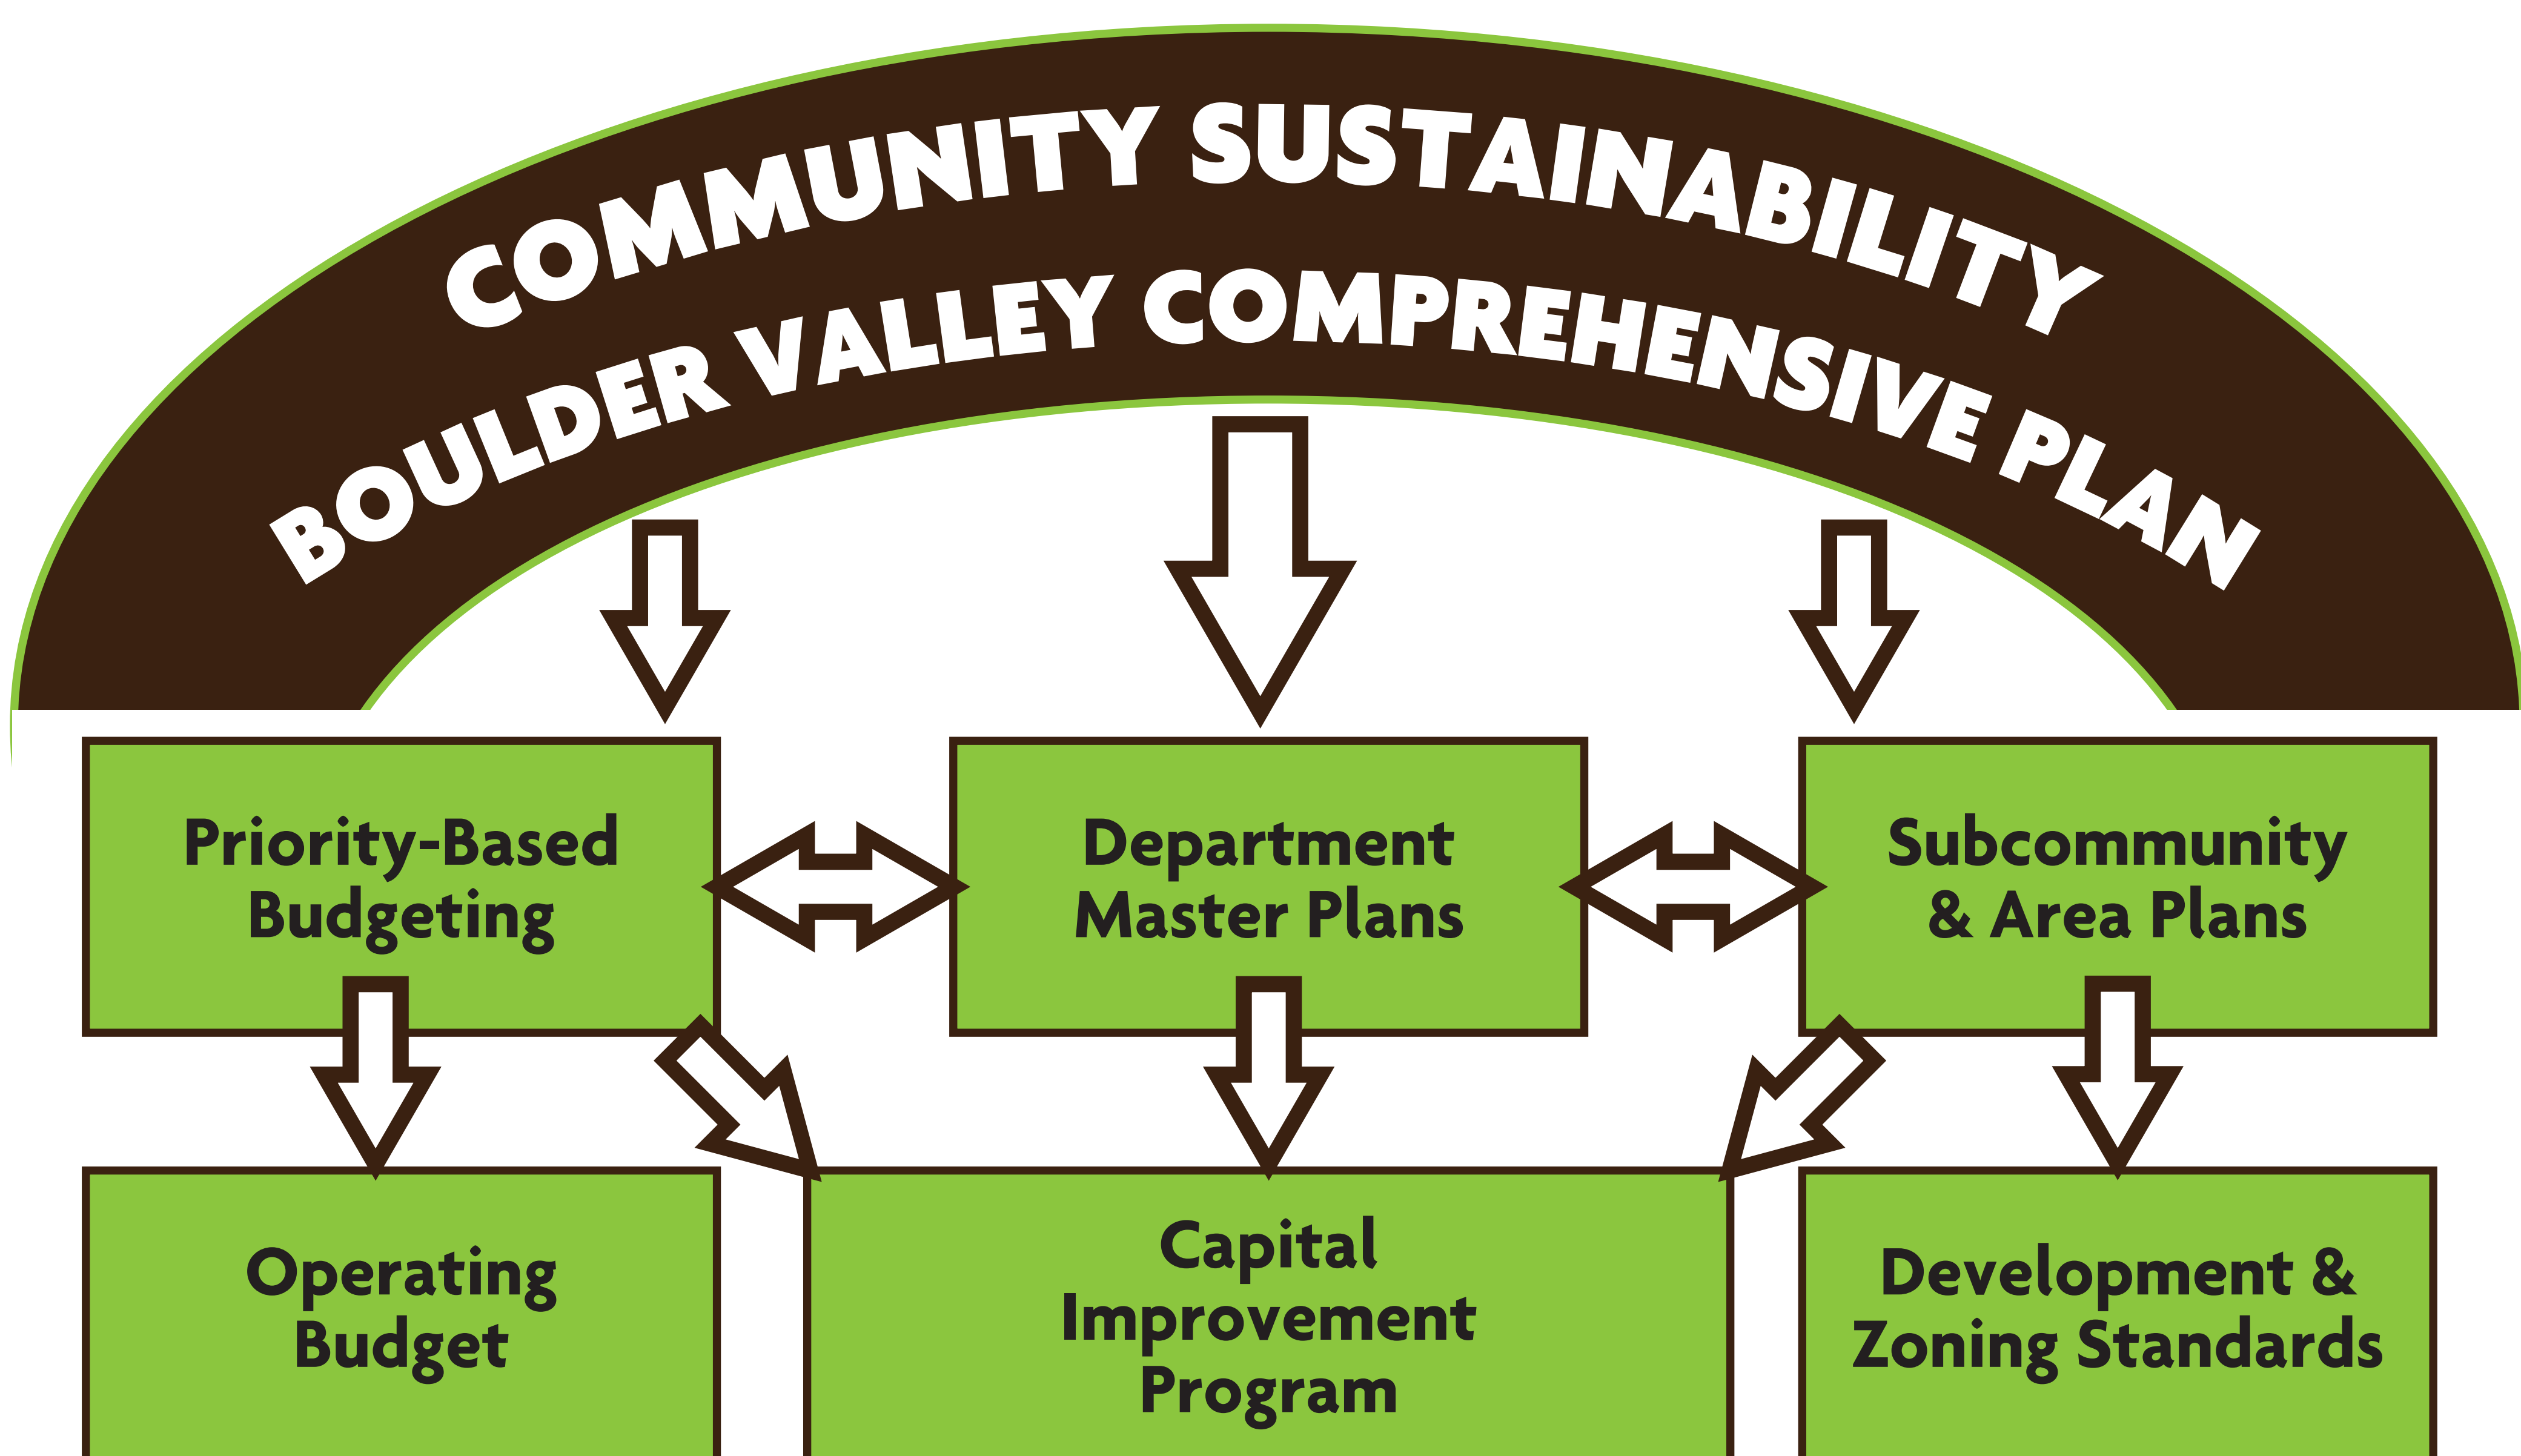 COMMUNITY SUSTAINABILITY
BOULDER VALLEY COMPREHENSIVE PLAN
Priority-Based
Budgeting
Department
Master Plans
Subcommunity
& Area Plans
Operating
Budget
Capital
Improvement
Program
Development &
Zoning Standards